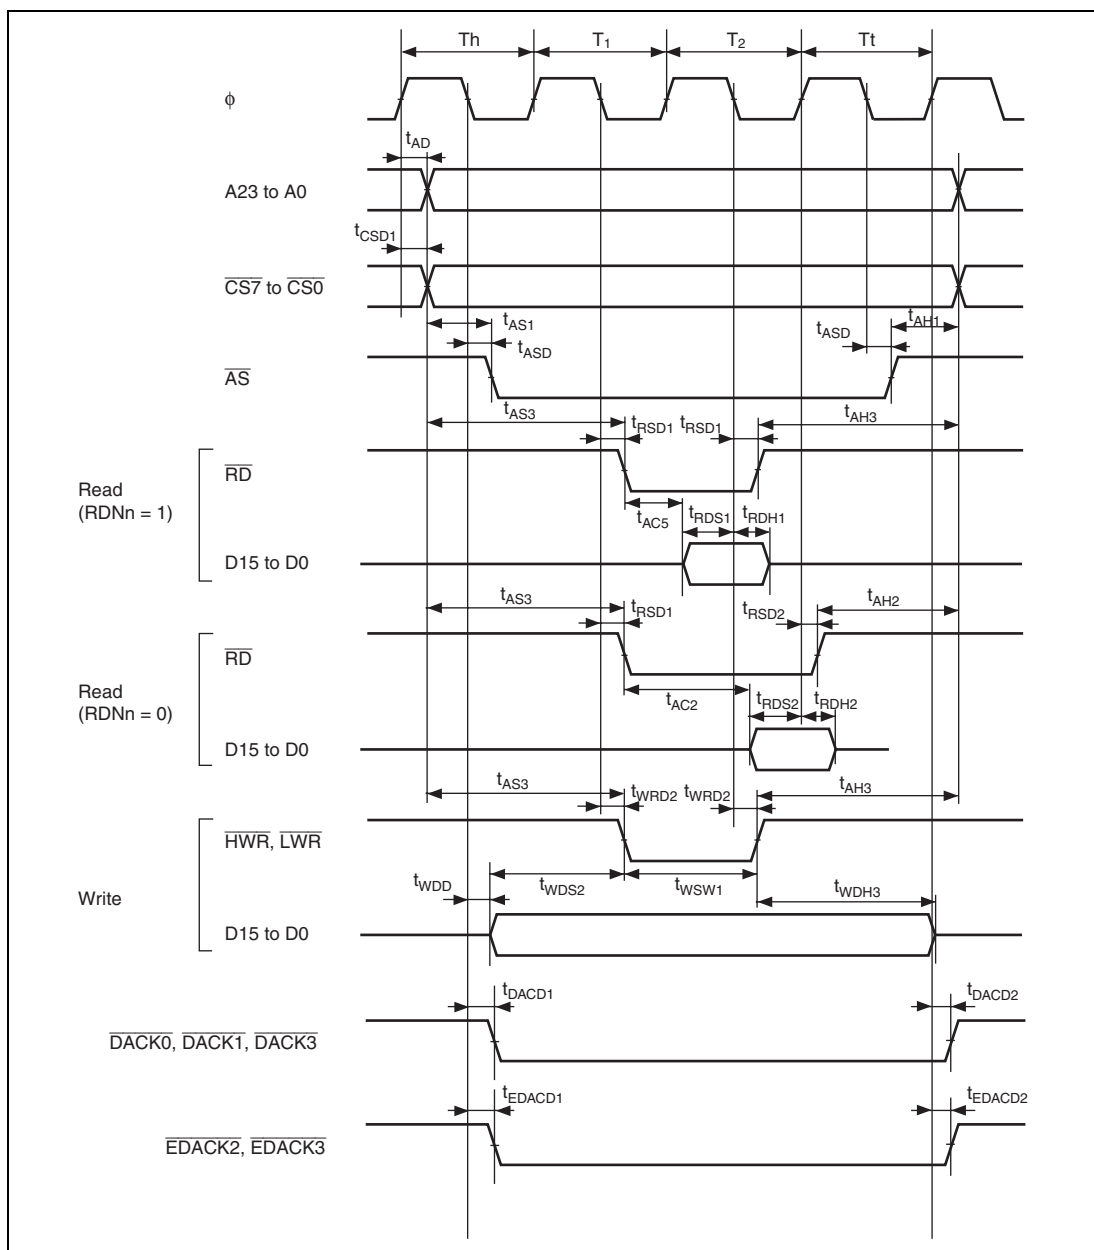 Th T1 T2 Tt
ϕ
tAD
A23 to A0
tCSD1
CS7 to CS0
tAS1 tAH1
tASD tASD
AS
tAS3 tRSD1 tRSD1 tAH3
RD
Read
(RDNn = 1)
tAC5 tRDS1 tRDH1
D15 to D0
tAS3 tRSD1 tRSD2 tAH2
RD
Read
(RDNn = 0)
tAC2 tRDS2 tRDH2
D15 to D0
tAS3 tWRD2 tWRD2 tAH3
HWR, LWR
tWDD tWDS2 tWSW1 tWDH3
Write
D15 to D0
tDACD1 tDACD2
DACK0, DACK1, DACK3
tEDACD1 tEDACD2
EDACK2, EDACK3